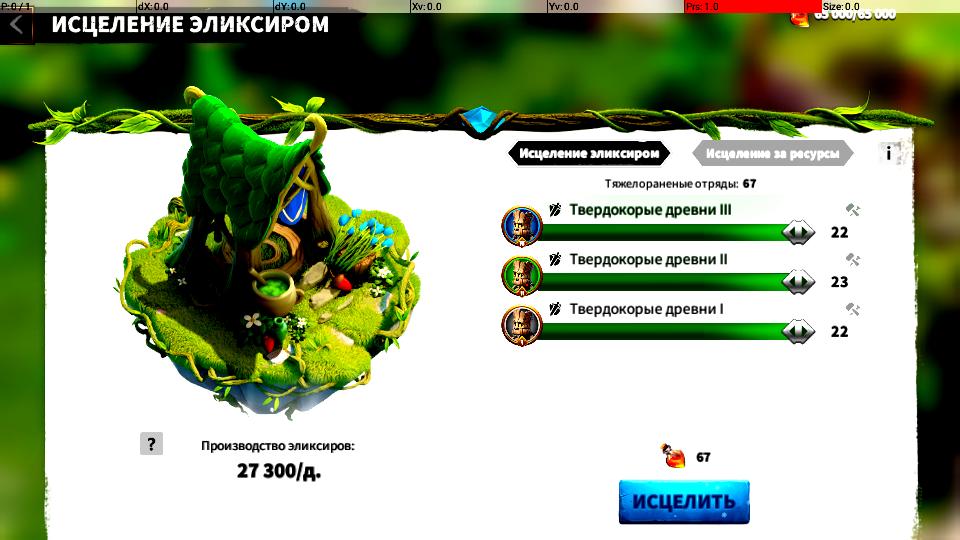 P: 0 / 1 dX: 0.0 dY: 0.0 Xv: 0.0 Yv: 0.0 Prs: 1.0 Size: 0.0
ИСЦЕЛЕНИЕ ЭЛИКСИРОМ 65 000/65 000
Исцеление эликсиром Исцеление за ресурсы i
Тяжелораненые отряды: 67
Твердокорые древни III
22
Твердокорые древни II
23
Твердокорые древни I
22
? Производство эликсиров:
27 300/д.
67
ИСЦЕЛИТЬ